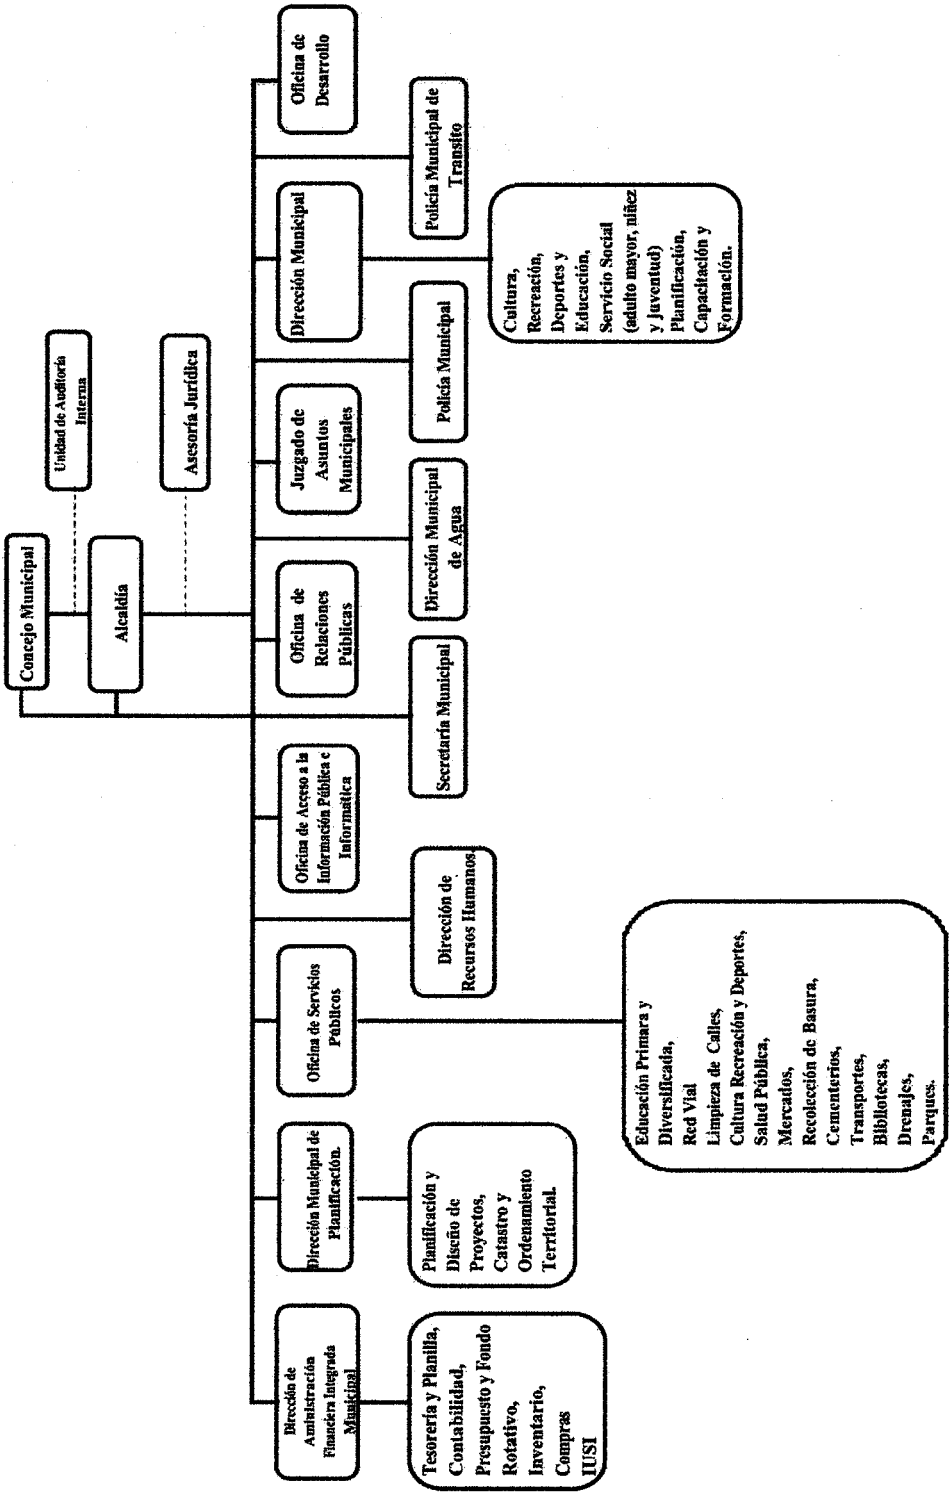 Concejo Municipal
Unidad de Auditoría
Interna
Alcaldía
Asesoría Jurídica
Dirección de
Aministración
Financiera Integrada
Municipal
Dirección Municipal de
Planificación.
Oficina de Servicios
Públicos
Oficina de Acceso a la
Información Pública e
Informatica
Oficina de
Relaciones
Públicas
Juzgado de
Asuntos
Municipales
Dirección Municipal
Oficina de
Desarrollo
Dirección de
Recursos Humanos.
Secretaría Municipal
Dirección Municipal
de Agua
Policía Municipal
Policía Municipal de
Transito
Tesorería y Planilla,
Contabilidad,
Presupuesto y Fondo
Rotativo,
Inventario,
Compras
IUSI
Planificación y
Diseño de
Proyectos,
Catastro y
Ordenamiento
Territorial.
Educación Primara y
Diversificada,
Red Vial
Limpieza de Calles,
Cultura Recreación y Deportes,
Salud Pública,
Mercados,
Recolección de Basura,
Cementerios,
Transportes,
Bibliotecas,
Drenajes,
Parques.
Cultura,
Recreación,
Deportes y
Educación,
Servicio Social
(adulto mayor, niñez
y juventud)
Planificación,
Capacitación y
Formación.